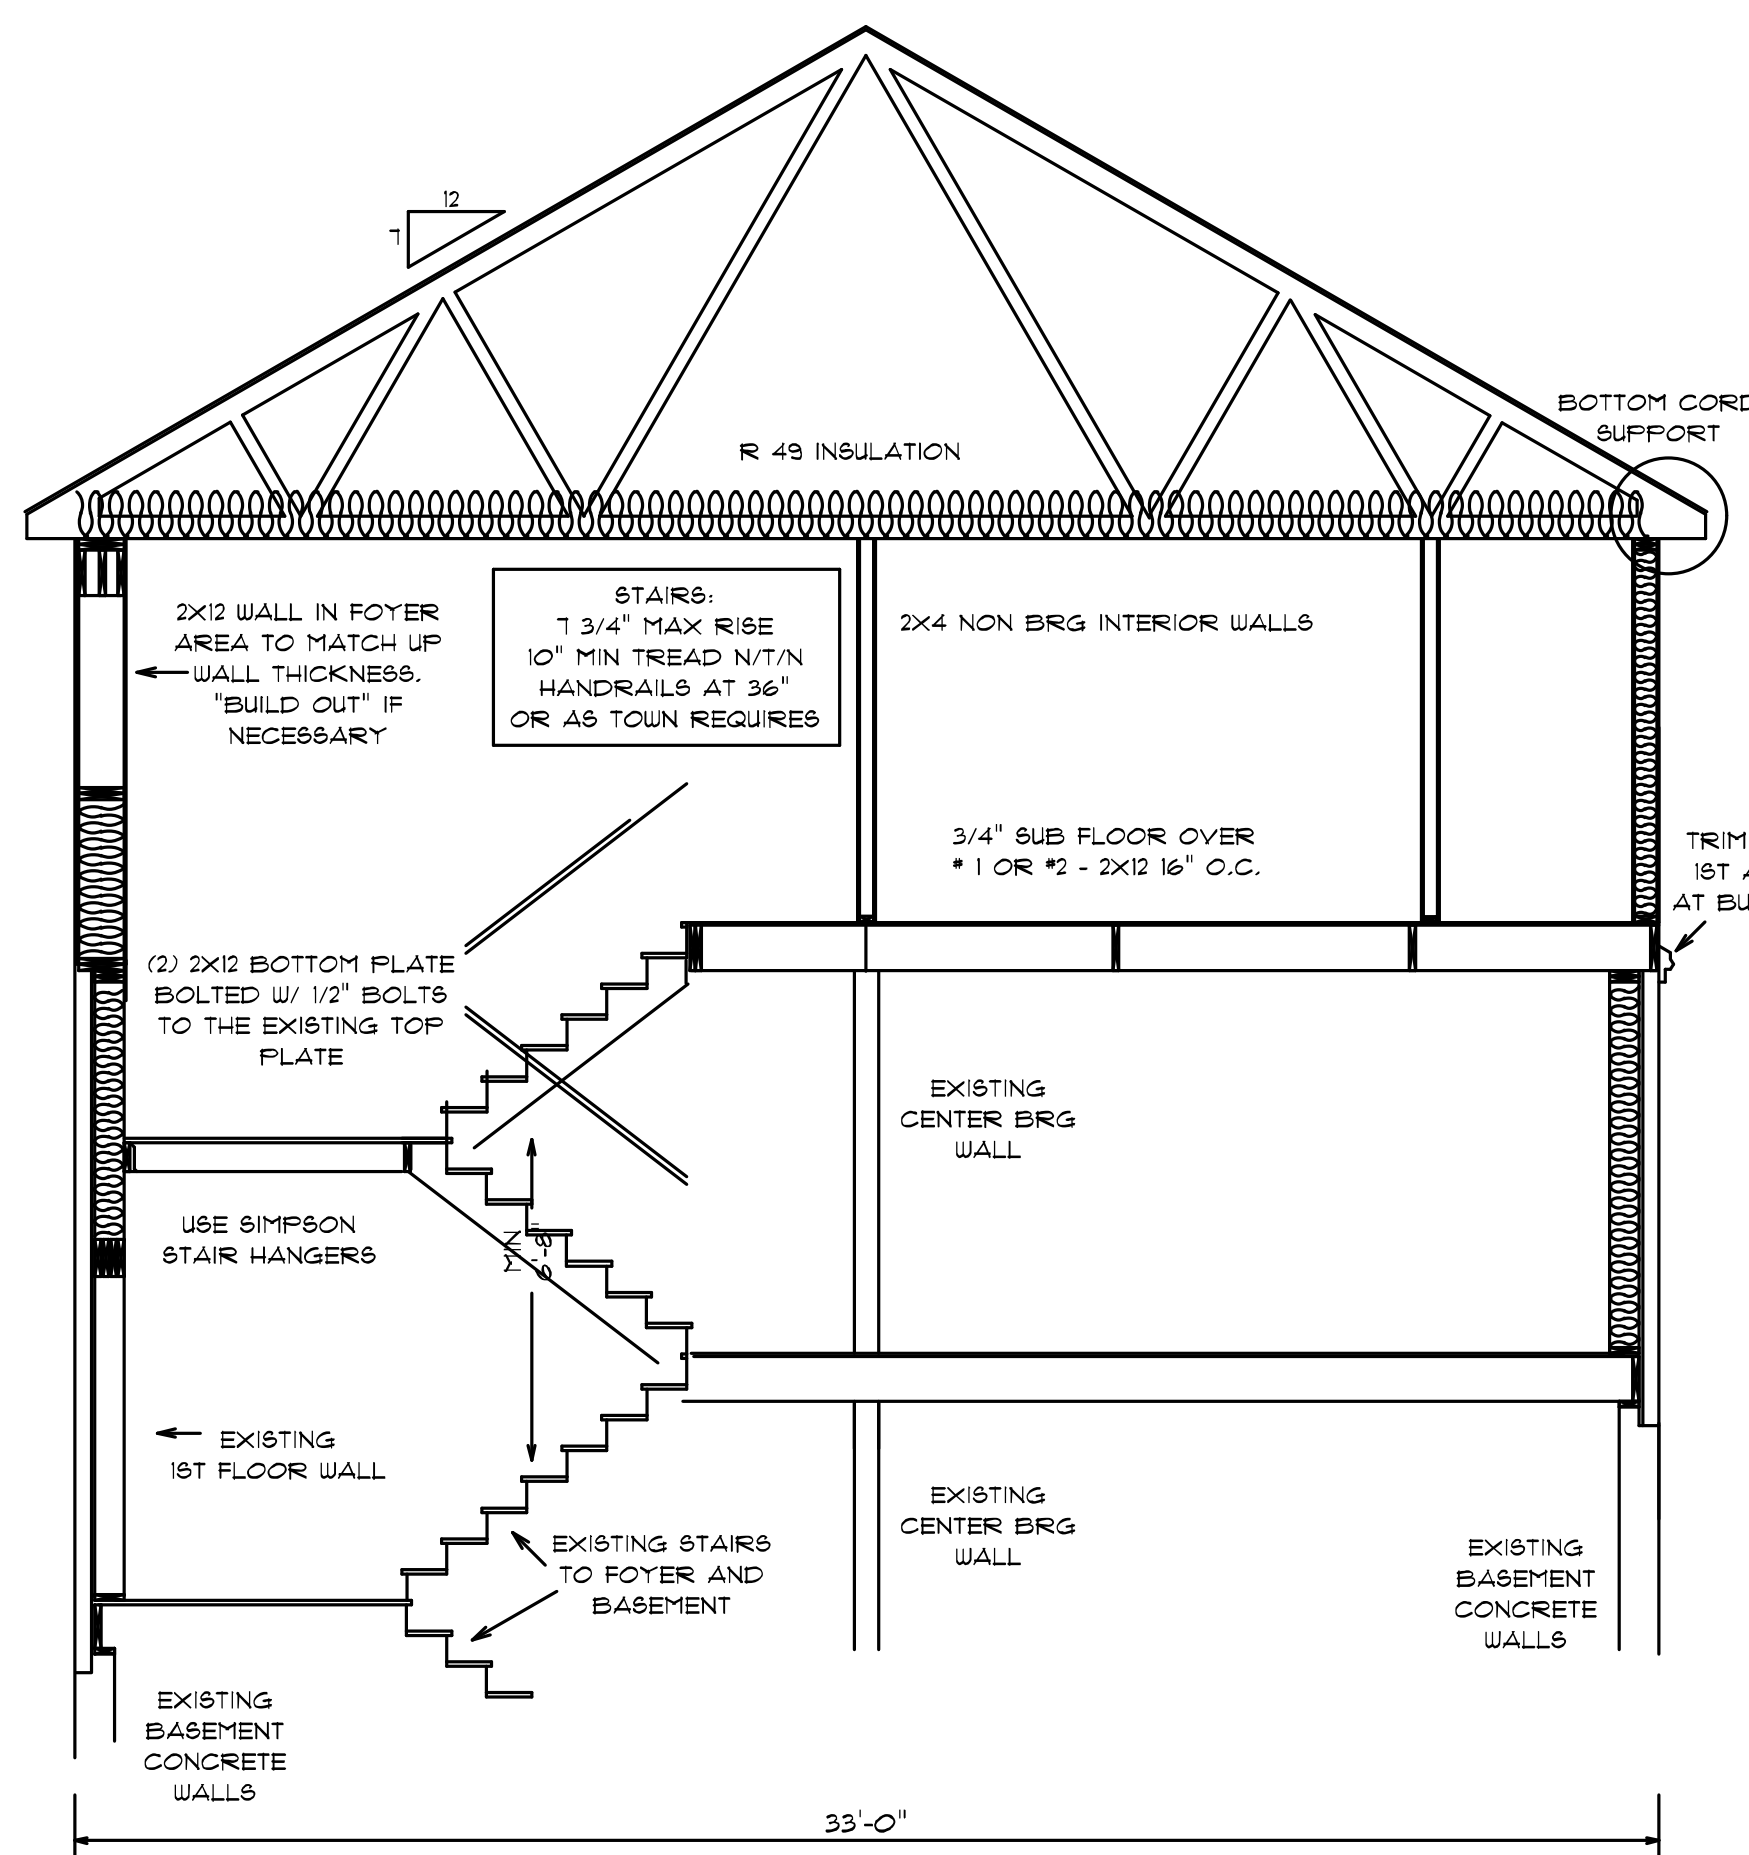 12
7
BOTTOM CORD
SUPPORT
R 49 INSULATION
2X12 WALL IN FOYER
AREA TO MATCH UP
WALL THICKNESS.
"BUILD OUT" IF
NECESSARY
STAIRS:
7 3/4" MAX RISE
10" MIN TREAD N/T/N
HANDRAILS AT 36"
OR AS TOWN REQUIRES
2X4 NON BRG INTERIOR WALLS
3/4" SUB FLOOR OVER
# 1 OR #2 - 2X12 16" O.C.
TRIM
1ST A
AT BU
(2) 2X12 BOTTOM PLATE
BOLTED W/ 1/2" BOLTS
TO THE EXISTING TOP
PLATE
EXISTING
CENTER BRG
WALL
USE SIMPSON
STAIR HANGERS
MIN
6'-8"
EXISTING
1ST FLOOR WALL
EXISTING
CENTER BRG
WALL
EXISTING STAIRS
TO FOYER AND
BASEMENT
EXISTING
BASEMENT
CONCRETE
WALLS
EXISTING
BASEMENT
CONCRETE
WALLS
33'-0"